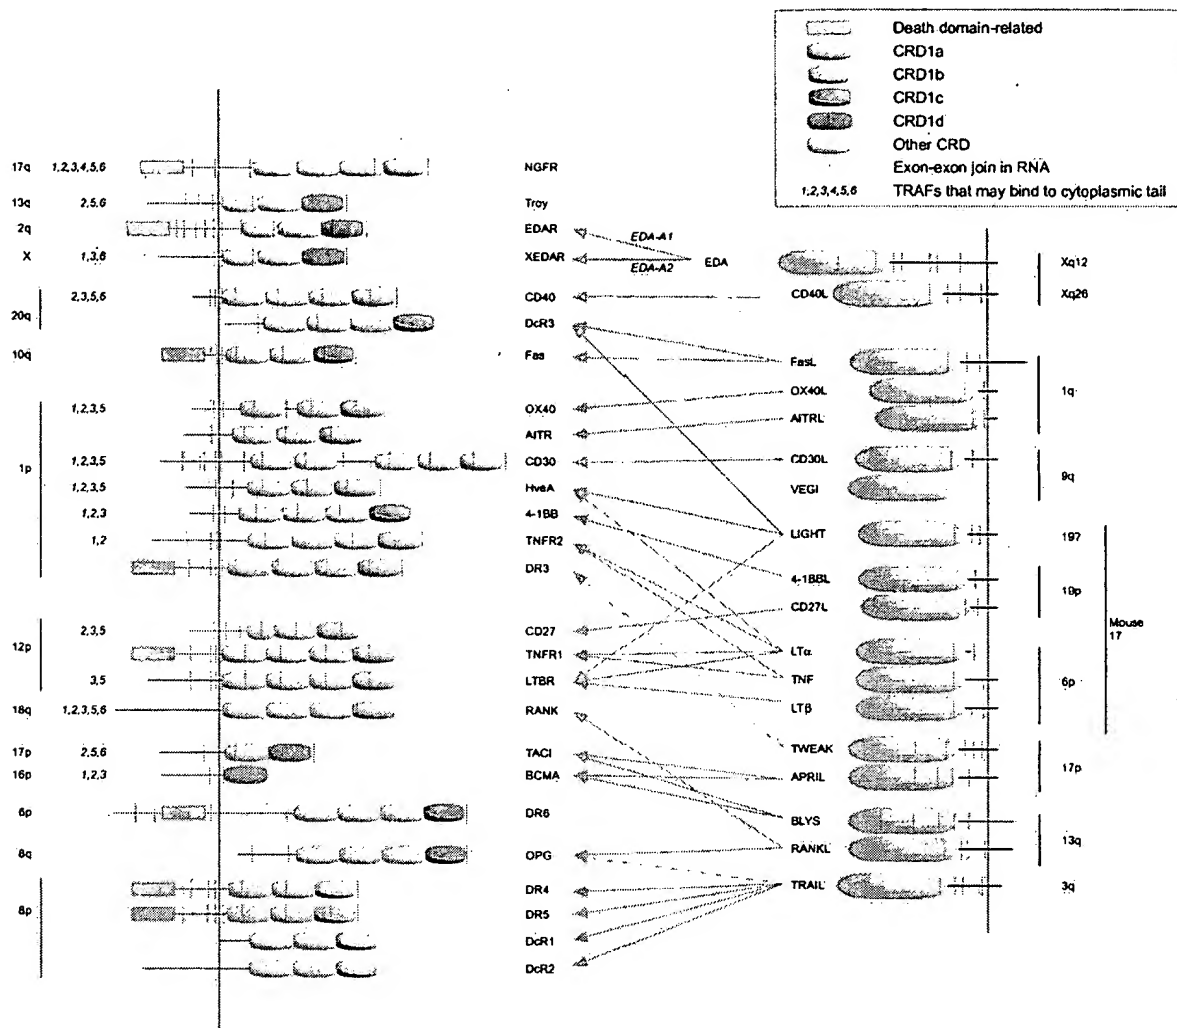 Death domain-related
CRD1a
CRD1b
CRD1c
CRD1d
Other CRD
Exon-exon join in RNA
1,2,3,4,5,6 TRAFs that may bind to cytoplasmic tail
17q 1,2,3,4,5,6 NGFR
13q 2,5,6 Troy
2q EDAR
EDA-A1
X 1,3,6 XEDAR
EDA-A2
EDA Xq12
2,3,5,6 CD40 CD40L Xq26
20q DcR3
10q Fas FasL
1,2,3,5 OX40 OX40L 1q
AITR AITRL
1p 1,2,3,5 CD30 CD30L 9q
1,2,3,5 HveA VEGI
1,2,3 4-1BB
1,2 TNFR2 LIGHT 197
DR3 4-1BBL 19p
CD27L
Mouse
17
2,3,5 CD27
12p TNFR1 LTα
3,5 LTBR TNF 6p
18q 1,2,3,5,6 RANK LTβ
17p 2,5,6 TACI TWEAK 17p
16p 1,2,3 BCMA APRIL
6p DR6 BLYS 13q
8q OPG RANKL
8p DR4 TRAIL 3q
DR5
DcR1
DcR2